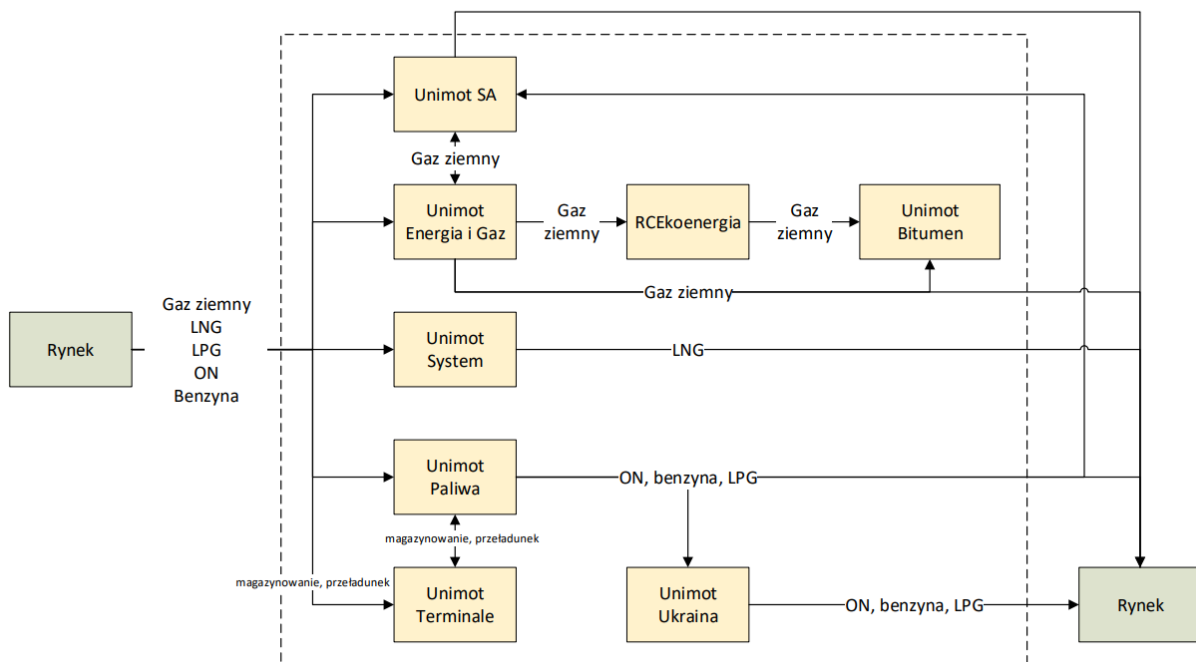 Unimot SA
Gaz ziemny
Unimot
Energia i Gaz
Gaz
ziemny
RCEkoenergia
Gaz
ziemny
Unimot
Bitumen
Gaz ziemny
Rynek
Gaz ziemny
LNG
LPG
ON
Benzyna
Unimot
System
LNG
Unimot
Paliwa
ON, benzyna, LPG
magazynowanie, przeładunek
magazynowanie, przeładunek
Unimot
Terminale
Unimot
Ukraina
ON, benzyna, LPG
Rynek